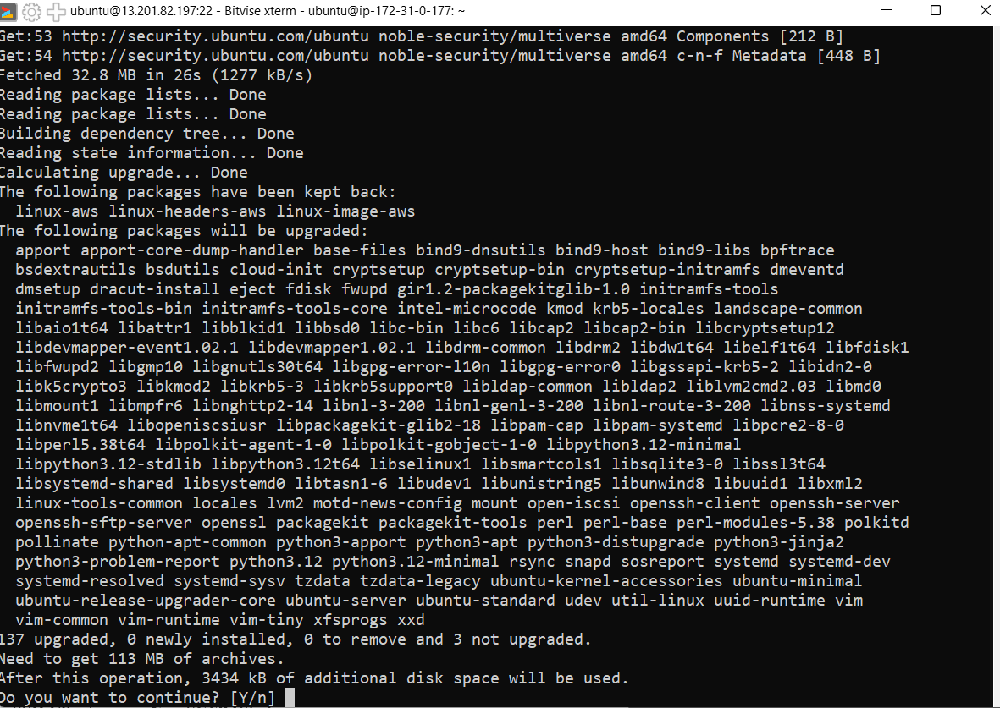 ubuntu@13.201.82.197:22 - Bitvise xterm - ubuntu@ip-172-31-0-177: ~
Get:53 http://security.ubuntu.com/ubuntu noble-security/multiverse amd64 Components [212 B]
Get:54 http://security.ubuntu.com/ubuntu noble-security/multiverse amd64 c-n-f Metadata [448 B]
Fetched 32.8 MB in 26s (1277 kB/s)
Reading package lists... Done
Reading package lists... Done
Building dependency tree... Done
Reading state information... Done
Calculating upgrade... Done
The following packages have been kept back:
  linux-aws linux-headers-aws linux-image-aws
The following packages will be upgraded:
  apport apport-core-dump-handler base-files bind9-dnsutils bind9-host bind9-libs bpftrace
  bsdextrautils bsdutils cloud-init cryptsetup cryptsetup-bin cryptsetup-initramfs dmeventd
  dmsetup dracut-install eject fdisk fwupd gir1.2-packagekitglib-1.0 initramfs-tools
  initramfs-tools-bin initramfs-tools-core intel-microcode kmod krb5-locales landscape-common
  libaio1t64 libattr1 libblkid1 libbsd0 libc-bin libc6 libcap2 libcap2-bin libcryptsetup12
  libdevmapper-event1.02.1 libdevmapper1.02.1 libdrm-common libdrm2 libdw1t64 libelf1t64 libfdisk1
  libfwupd2 libgmp10 libgnutls30t64 libgpg-error-l10n libgpg-error0 libgssapi-krb5-2 libidn2-0
  libk5crypto3 libkmod2 libkrb5-3 libkrb5support0 libldap-common libldap2 liblvm2cmd2.03 libmd0
  libmount1 libmpfr6 libnghttp2-14 libnl-3-200 libnl-genl-3-200 libnl-route-3-200 libnss-systemd
  libnvme1t64 libopeniscsiusr libpackagekit-glib2-18 libpam-cap libpam-systemd libpcre2-8-0
  libperl5.38t64 libpolkit-agent-1-0 libpolkit-gobject-1-0 libpython3.12-minimal
  libpython3.12-stdlib libpython3.12t64 libselinux1 libsmartcols1 libsqlite3-0 libssl3t64
  libsystemd-shared libsystemd0 libtasn1-6 libudev1 libunistring5 libunwind8 libuuid1 libxml2
  linux-tools-common locales lvm2 motd-news-config mount open-iscsi openssh-client openssh-server
  openssh-sftp-server openssl packagekit packagekit-tools perl perl-base perl-modules-5.38 polkitd
  pollinate python-apt-common python3-apport python3-apt python3-distupgrade python3-jinja2
  python3-problem-report python3.12 python3.12-minimal rsync snapd sosreport systemd systemd-dev
  systemd-resolved systemd-sysv tzdata tzdata-legacy ubuntu-kernel-accessories ubuntu-minimal
  ubuntu-release-upgrader-core ubuntu-server ubuntu-standard udev util-linux uuid-runtime vim
  vim-common vim-runtime vim-tiny xfsprogs xxd
137 upgraded, 0 newly installed, 0 to remove and 3 not upgraded.
Need to get 113 MB of archives.
After this operation, 3434 kB of additional disk space will be used.
Do you want to continue? [Y/n]